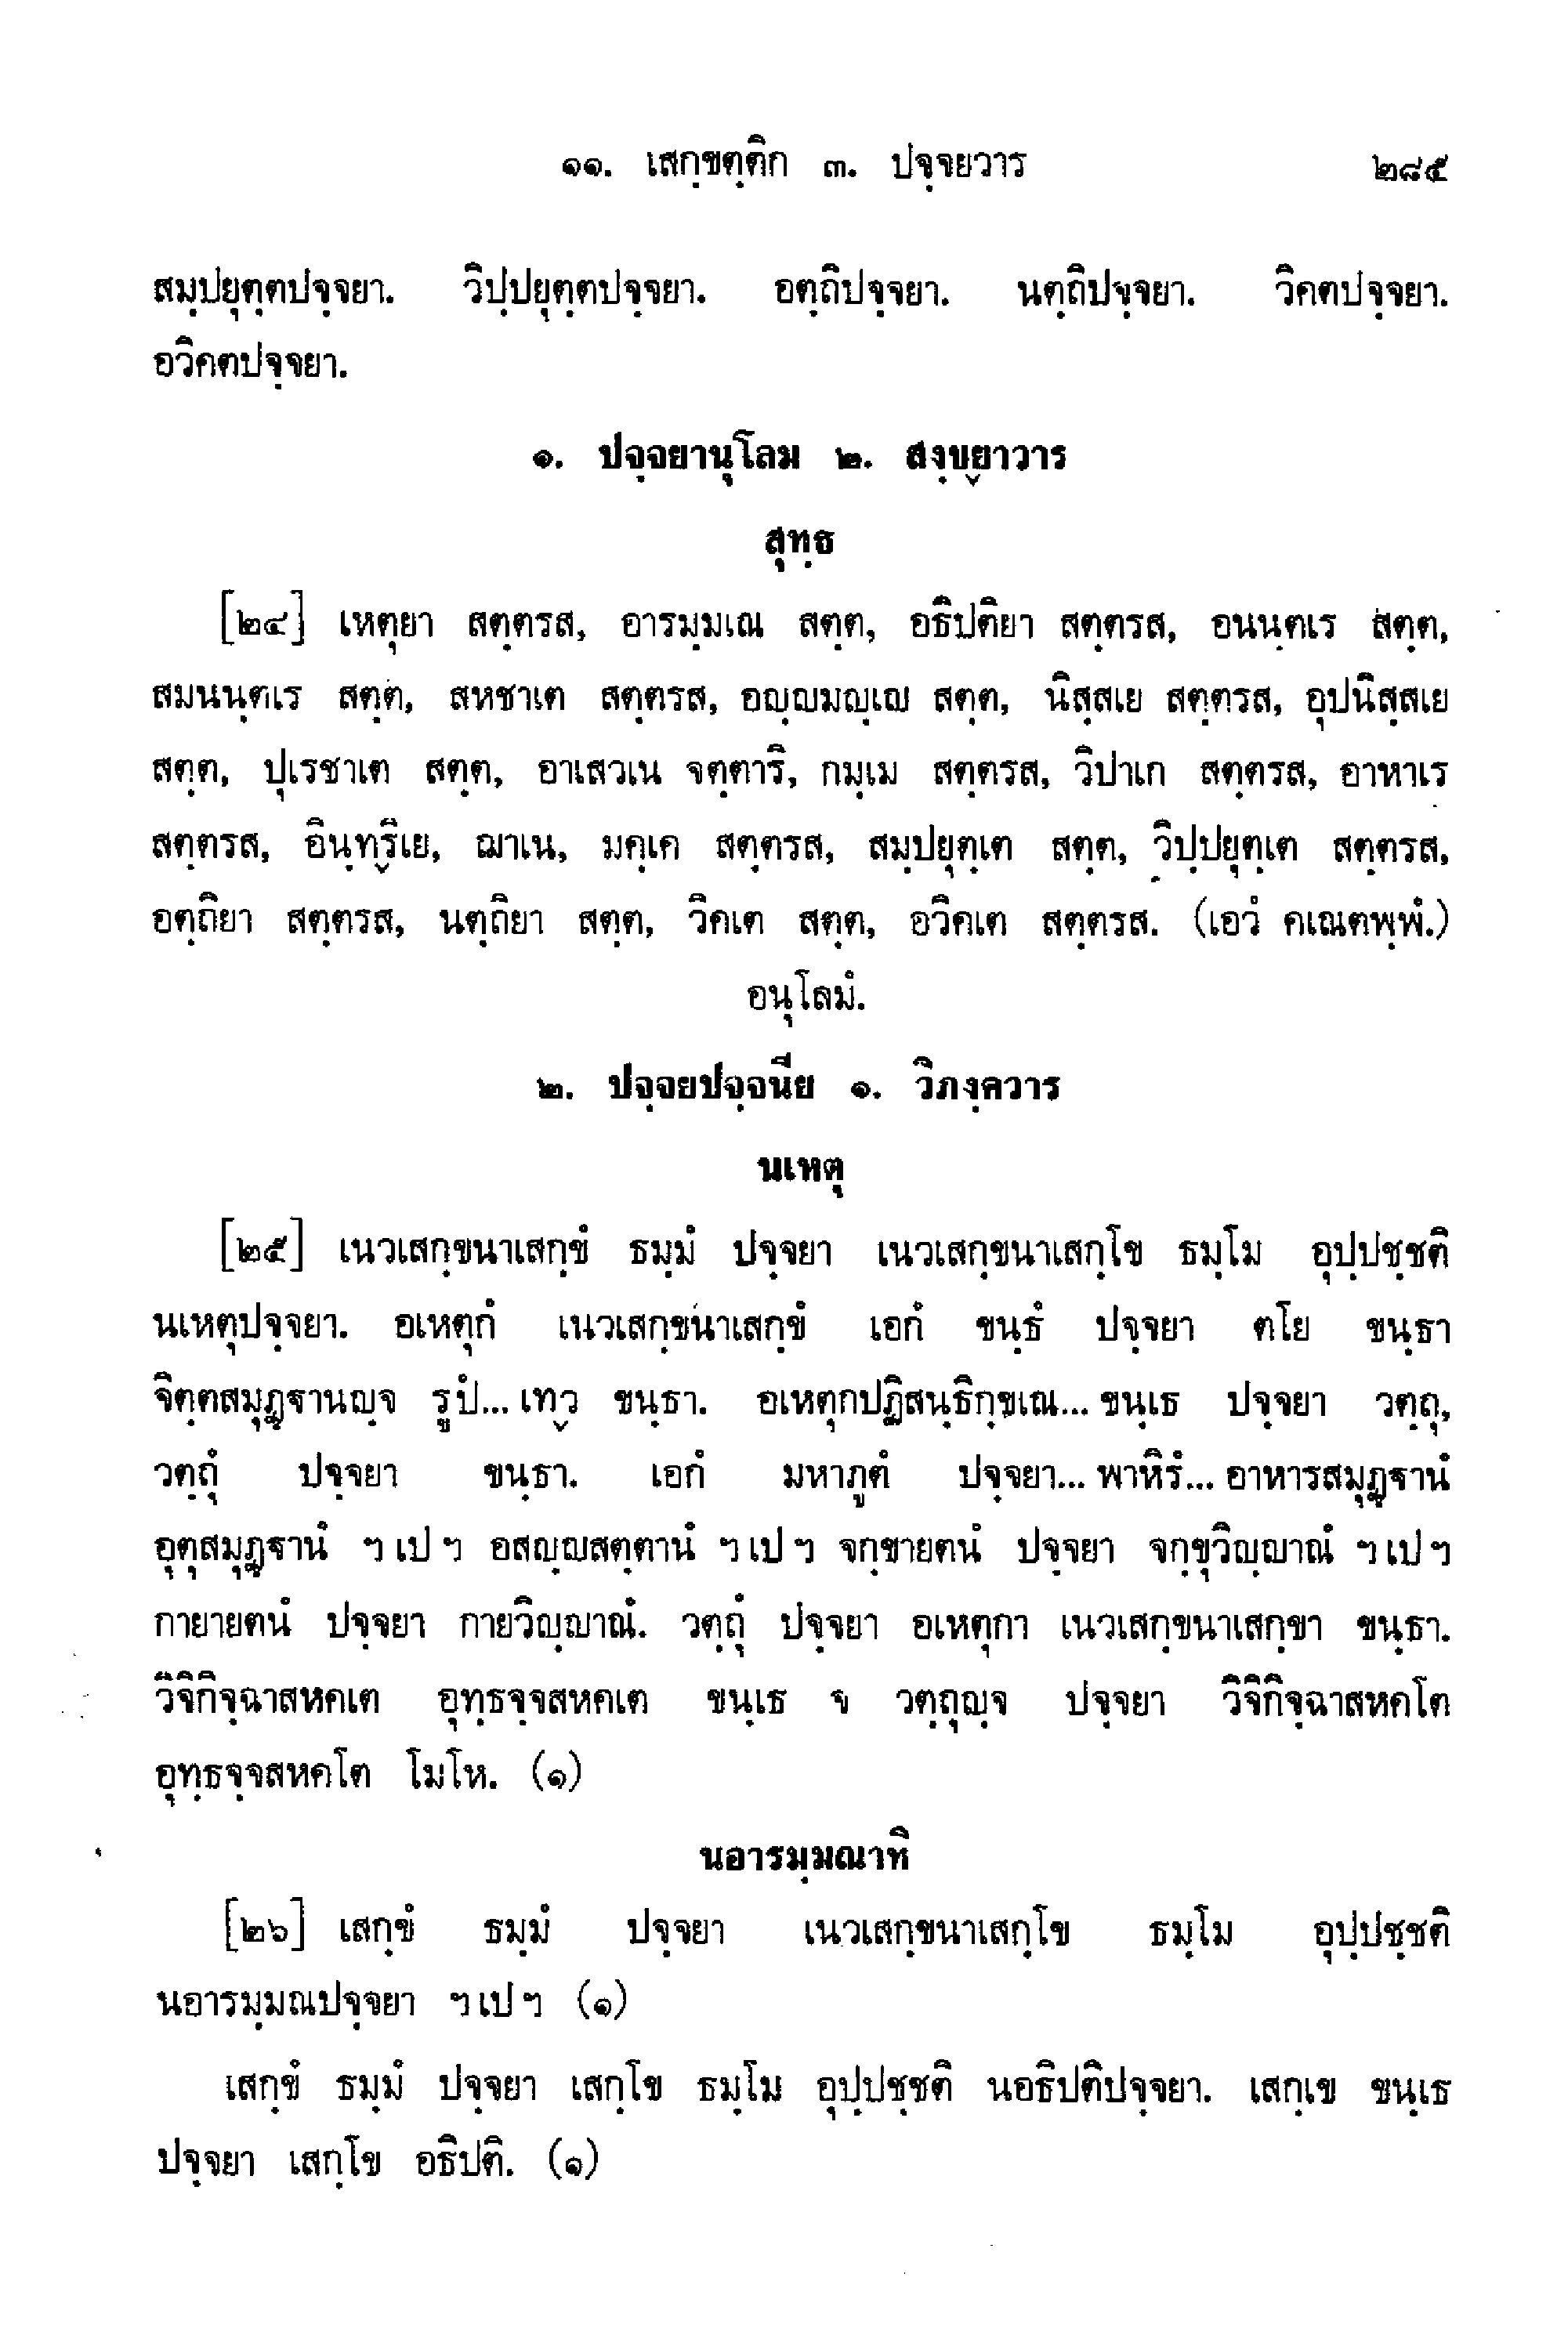 ๑๑. เสกฺขตฺติก ๓. ปจฺจยวาร ๒๘๕
สมฺปยุตฺตปจฺจยา. วิปฺปยุตฺตปจฺจยา. อตฺถิปจฺจยา. นตฺถิปจฺจยา. วิคตปจฺจยา.
อวิคตปจฺจยา.
๑. ปจฺจยานุโลม ๒. สงฺขฺยาวาร
สุทฺธ
[๒๔] เหตุยา สตฺตรส, อารมฺมเณ สตฺต, อธิปติยา สตฺตรส, อนนฺตเร สตฺต,
สมนนฺตเร สตฺต, สหชาเต สตฺตรส, อญฺญมญฺเญ สตฺต, นิสฺสเย สตฺตรส, อุปนิสฺสเย
สตฺต, ปุเรชาเต สตฺต, อาเสวเน จตฺตาริ, กมฺเม สตฺตรส, วิปาเก สตฺตรส, อาหาเร
สตฺตรส, อินฺทฺริเย, ฌาเน, มคฺเค สตฺตรส, สมฺปยุตฺเต สตฺต, วิปฺปยุตฺเต สตฺตรส,
อตฺถิยา สตฺตรส, นตฺถิยา สตฺต, วิคเต สตฺต, อวิคเต สตฺตรส. (เอวํ คเณตพฺพํ.)
อนุโลมํ.
๒. ปจฺจยปจฺจนีย ๑. วิภงฺควาร
นเหตุ
[๒๕] เนวเสกฺขนาเสกฺขํ ธมฺมํ ปจฺจยา เนวเสกฺขนาเสกฺโข ธมฺโม อุปฺปชฺชติ
นเหตุปจฺจยา. อเหตุกํ เนวเสกฺขนาเสกฺขํ เอกํ ขนฺธํ ปจฺจยา ตโย ขนฺธา
จิตฺตสมุฏฺฐานญฺจ รูปํ... เทฺว ขนฺธา. อเหตุกปฏิสนฺธิกฺขเณ... ขนฺเธ ปจฺจยา วตฺถุ,
วตฺถุํ ปจฺจยา ขนฺธา. เอกํ มหาภูตํ ปจฺจยา... พาหิรํ... อาหารสมุฏฺฐานํ
อุตุสมุฏฺฐานํ ฯ เป ฯ อสญฺญสตฺตานํ ฯ เป ฯ จกฺขายตนํ ปจฺจยา จกฺขุวิญฺญาณํ ฯ เป ฯ
กายายตนํ ปจฺจยา กายวิญฺญาณํ. วตฺถุํ ปจฺจยา อเหตุกา เนวเสกฺขนาเสกฺขา ขนฺธา.
วิจิกิจฺฉาสหคเต อุทฺธจฺจสหคเต ขนฺเธ จ วตฺถุญฺจ ปจฺจยา วิจิกิจฺฉาสหคโต
อุทฺธจฺจสหคโต โมโห. (๑)
นอารมฺมณาทิ
[๒๖] เสกฺขํ ธมฺมํ ปจฺจยา เนวเสกฺขนาเสกฺโข ธมฺโม อุปฺปชฺชติ
นอารมฺมณปจฺจยา ฯ เป ฯ (๑)
เสกฺขํ ธมฺมํ ปจฺจยา เสกฺโข ธมฺโม อุปฺปชฺชติ นอธิปติปจฺจยา. เสกฺเข ขนฺเธ
ปจฺจยา เสกฺโข อธิปติ. (๑)